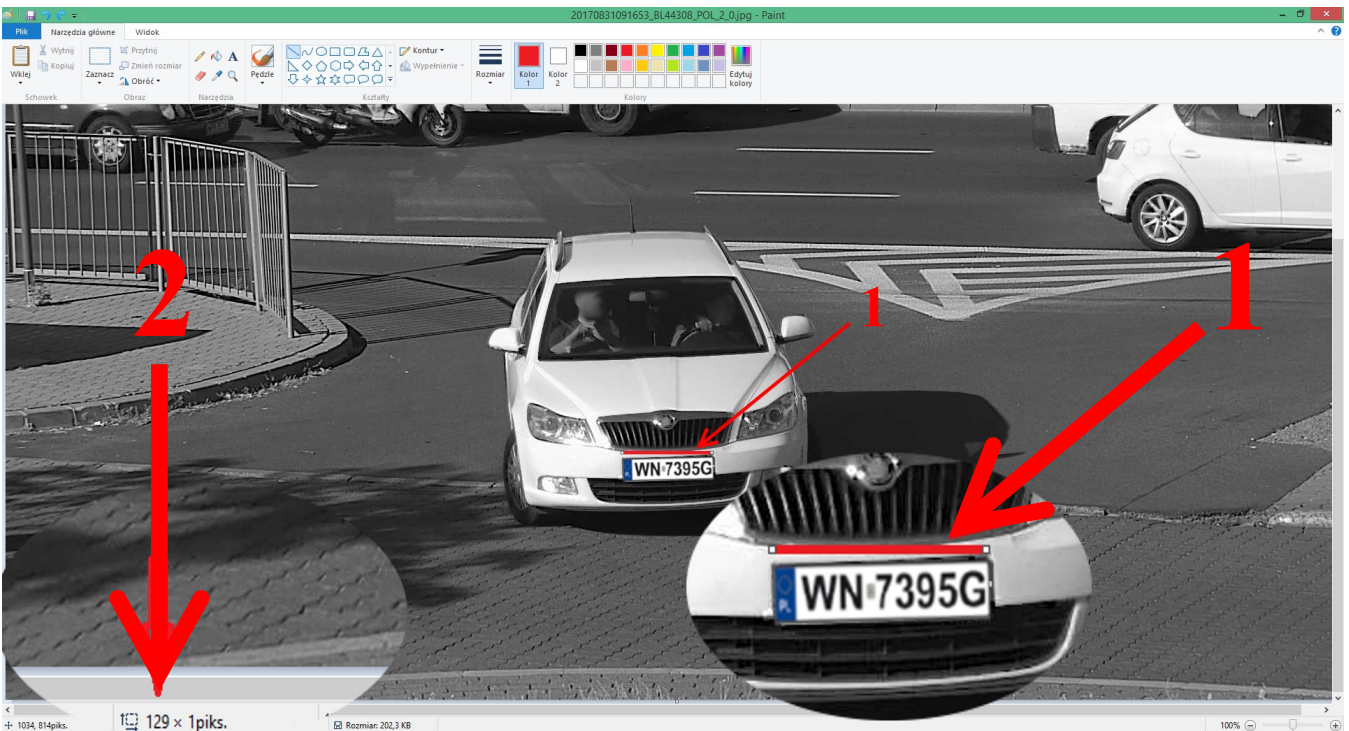 20170831091653_BL44308_POL_2_0.jpg - Paint
Plik Narzędzia główne Widok
Wklej
Wytnij
Kopiuj
Schowek
Zaznacz
Przytnij
Zmień rozmiar
Obróć
Obraz
A
Narzędzia
Pędzle
Kontur
Wypełnienie
Kształty
Rozmiar
Kolor 1
Kolor 2
Edytuj kolory
Kolory
2
1
1
WN 7395G
PL
WN 7395G
1034, 814piks.
129 × 1piks.
Rozmiar: 202,3 KB
100%